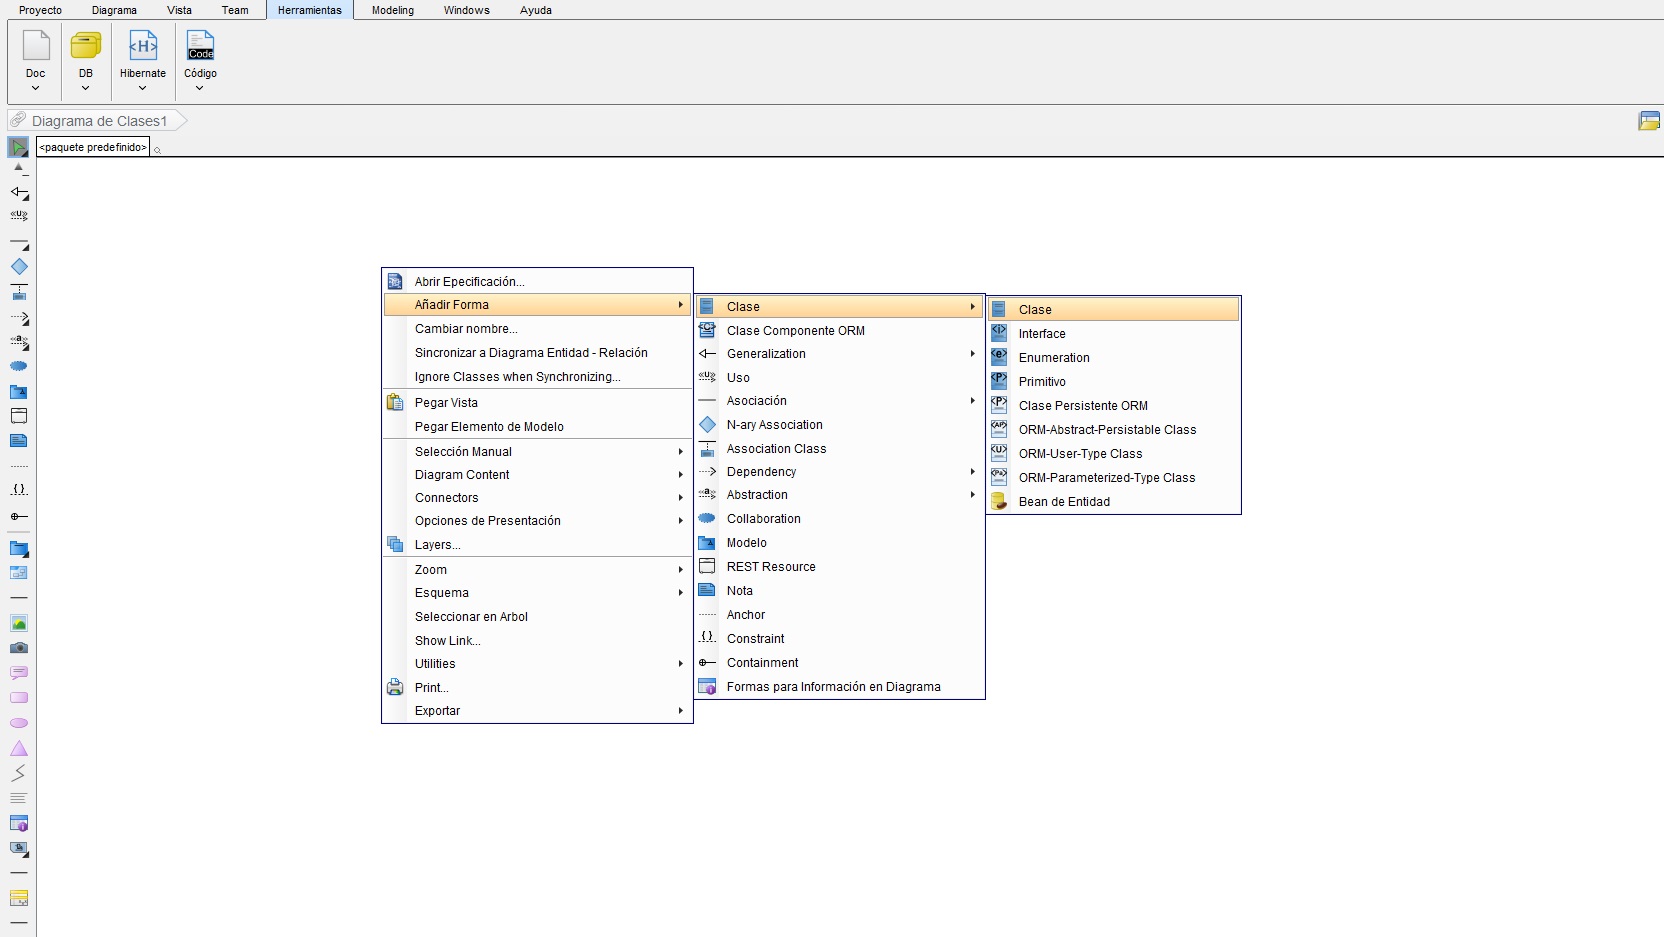 Proyecto
Diagrama
Vista
Team
Herramientas
Modeling
Windows
Ayuda
Doc
DB
<H>
Hibernate
Code
Código
Diagrama de Clases1
<paquete predefinido>
Abrir Epecificación...
Añadir Forma
Cambiar nombre...
Sincronizar a Diagrama Entidad - Relación
Ignore Classes when Synchronizing...
Pegar Vista
Pegar Elemento de Modelo
Selección Manual
Diagram Content
Connectors
Opciones de Presentación
Layers...
Zoom
Esquema
Seleccionar en Arbol
Show Link...
Utilities
Print...
Exportar
Clase
Clase Componente ORM
Generalization
Uso
Asociación
N-ary Association
Association Class
Dependency
Abstraction
Collaboration
Modelo
REST Resource
Nota
Anchor
Constraint
Containment
Formas para Información en Diagrama
Clase
Interface
Enumeration
Primitivo
Clase Persistente ORM
ORM-Abstract-Persistable Class
ORM-User-Type Class
ORM-Parameterized-Type Class
Bean de Entidad